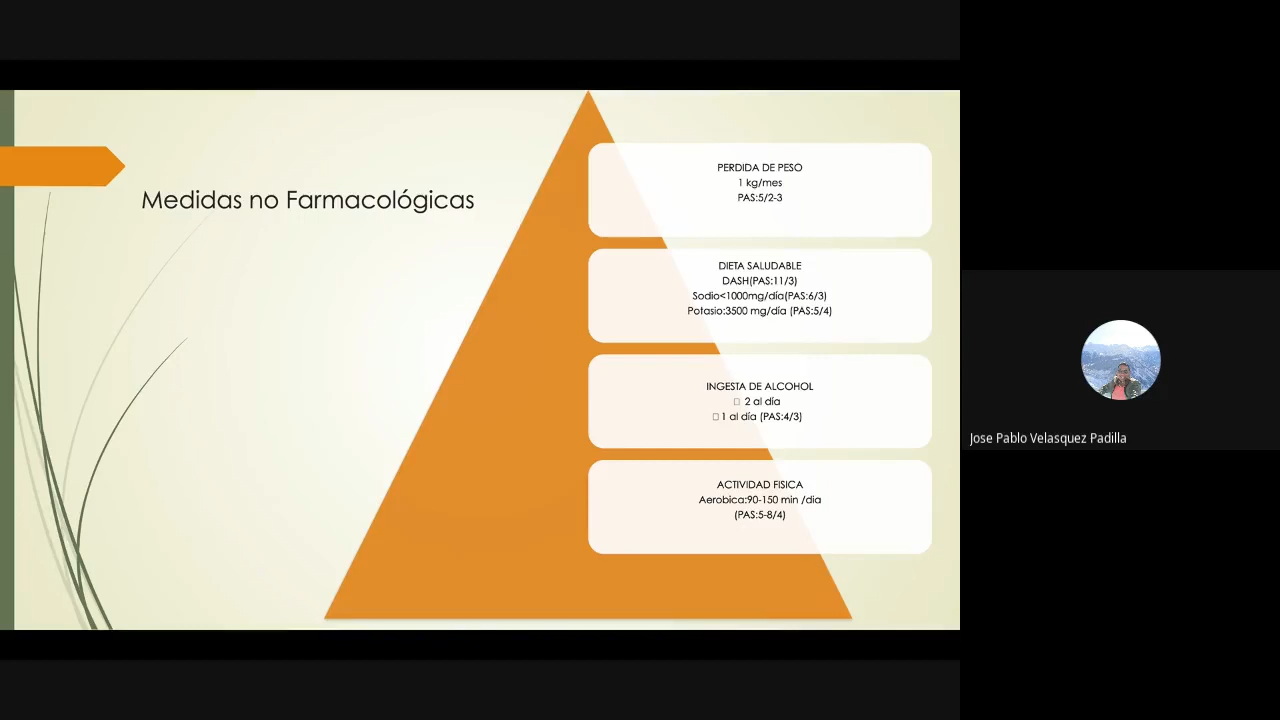 Medidas no Farmacológicas
PERDIDA DE PESO
1 kg/mes
PAS:5/2-3
DIETA SALUDABLE
DASH(PAS:11/3)
Sodio<1000mg/día(PAS:6/3)
Potasio:3500 mg/día (PAS:5/4)
INGESTA DE ALCOHOL
□ 2 al día
□ 1 al día (PAS:4/3)
ACTIVIDAD FISICA
Aerobica:90-150 min /dia
(PAS:5-8/4)
Jose Pablo Velasquez Padilla